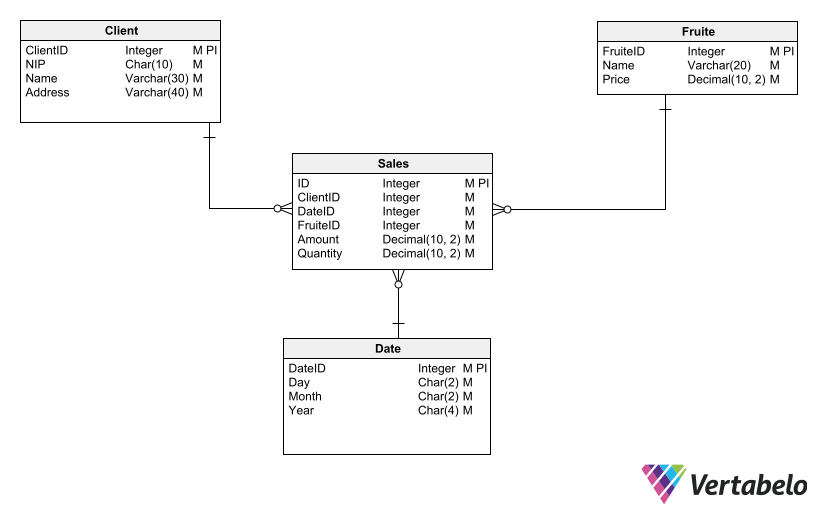 Client
ClientID Integer M PI
NIP Char(10) M
Name Varchar(30) M
Address Varchar(40) M
Fruite
FruiteID Integer M PI
Name Varchar(20) M
Price Decimal(10, 2) M
Sales
ID Integer M PI
ClientID Integer M
DateID Integer M
FruiteID Integer M
Amount Decimal(10, 2) M
Quantity Decimal(10, 2) M
Date
DateID Integer M PI
Day Char(2) M
Month Char(2) M
Year Char(4) M
Vertabelo